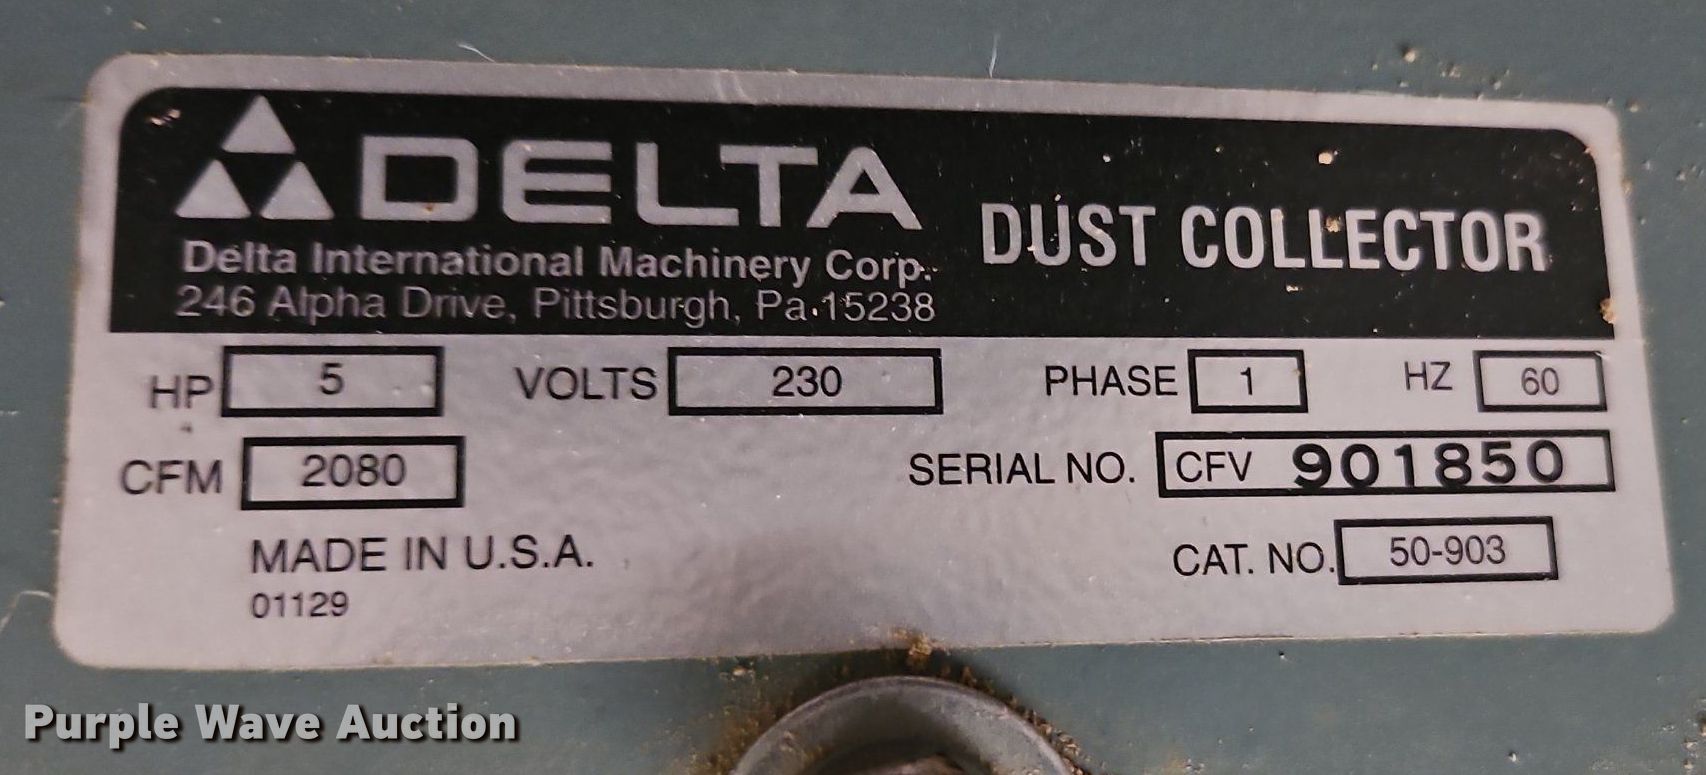 DELTA
DUST COLLECTOR
Delta International Machinery Corp.
246 Alpha Drive, Pittsburgh, Pa. 15238
HP 5 VOLTS 230 PHASE 1 HZ 60
CFM 2080 SERIAL NO. CFV 901850
MADE IN U.S.A. CAT. NO. 50-903
01129
Purple Wave Auction